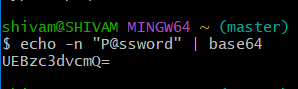 shivam@SHIVAM MINGW64 ~ (master)
$ echo -n "P@ssword" | base64
UEBzc3dvcmQ=